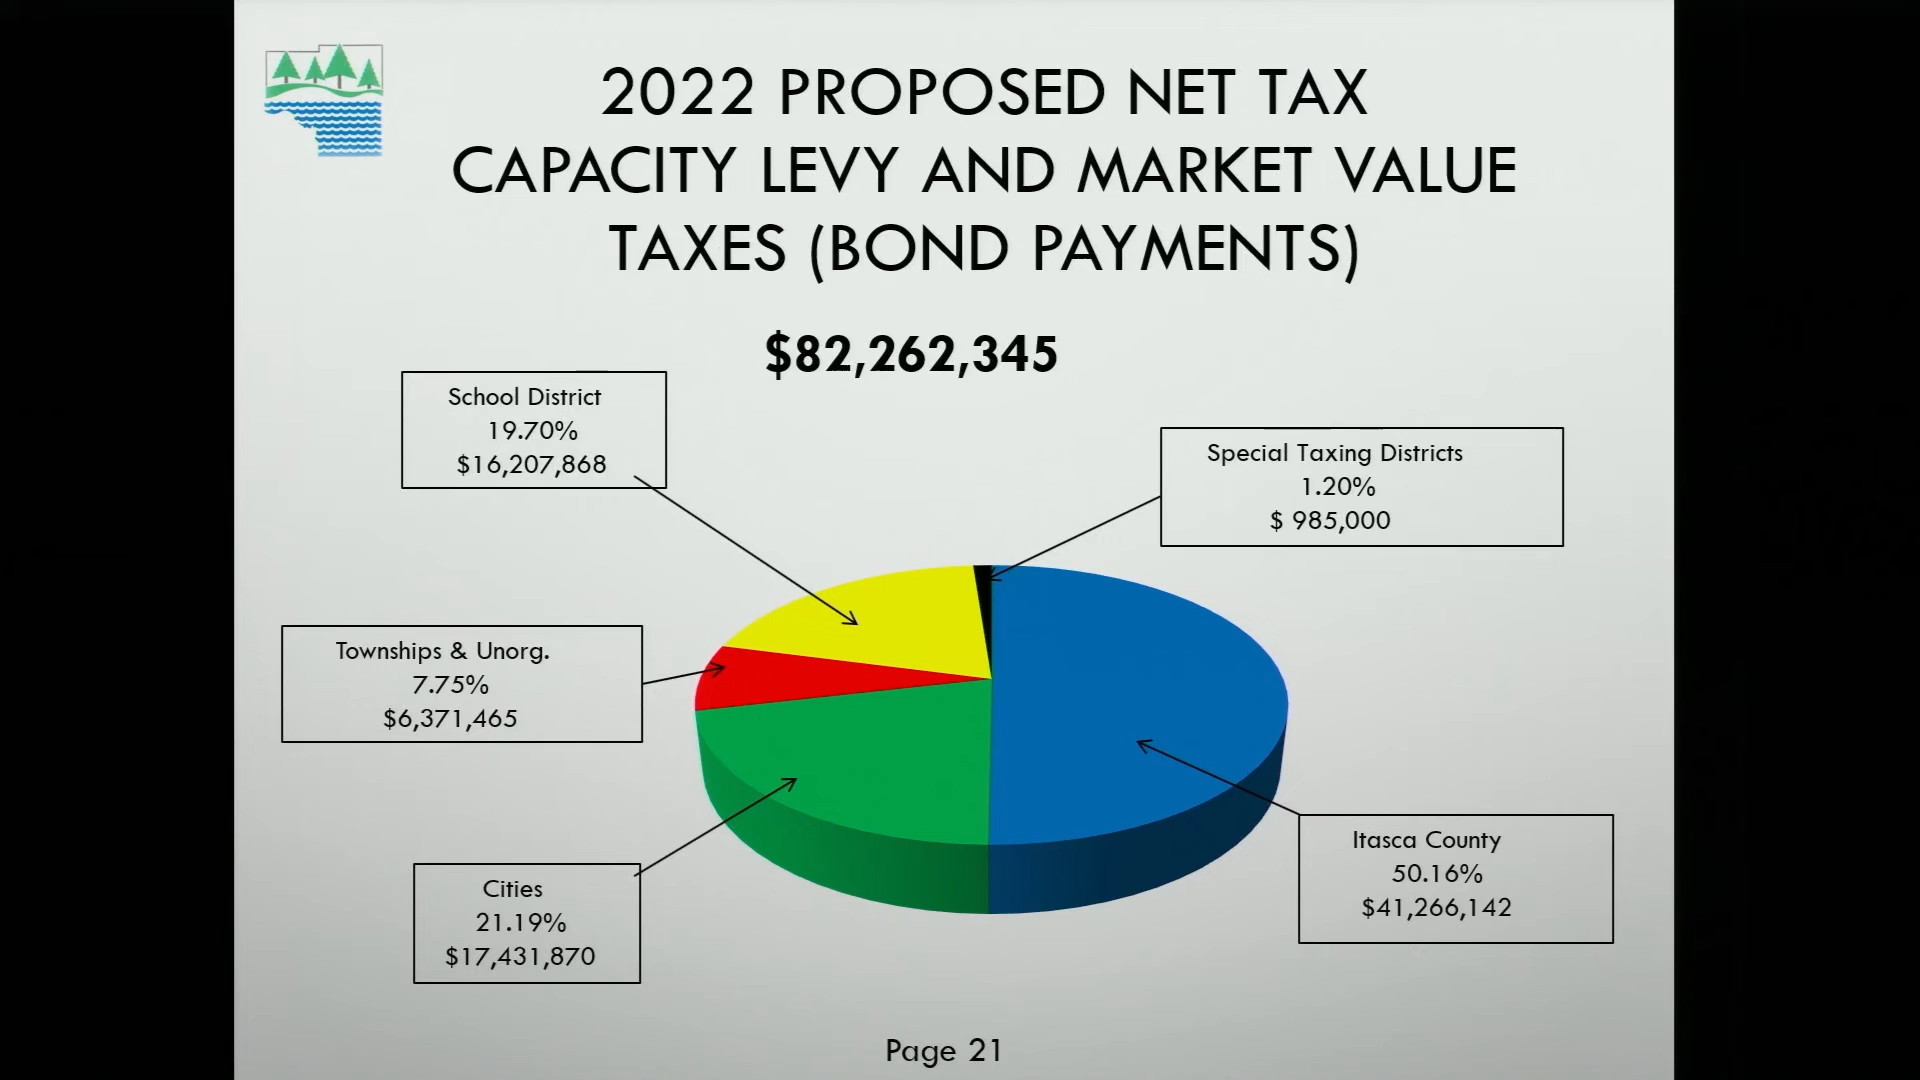 2022 PROPOSED NET TAX
CAPACITY LEVY AND MARKET VALUE
TAXES (BOND PAYMENTS)
$82,262,345
School District
19.70%
$16,207,868
Special Taxing Districts
1.20%
$ 985,000
Townships & Unorg.
7.75%
$6,371,465
Itasca County
50.16%
$41,266,142
Cities
21.19%
$17,431,870
Page 21